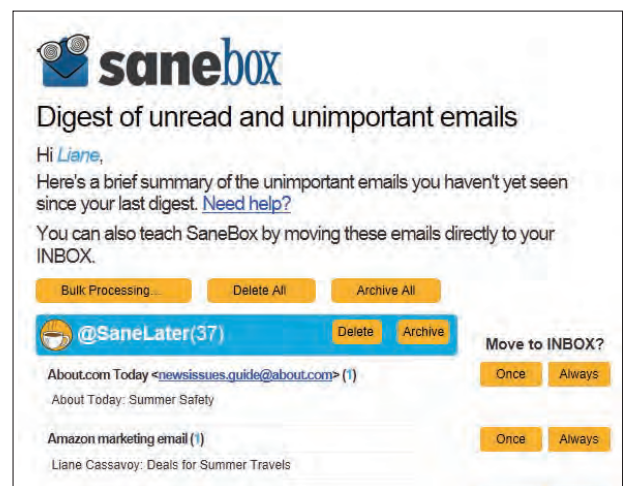 sanebox
Digest of unread and unimportant emails
Hi Liane,
Here's a brief summary of the unimportant emails you haven't yet seen
since your last digest. Need help?
You can also teach SaneBox by moving these emails directly to your
INBOX.
Bulk Processing... Delete All Archive All
@SaneLater(37) Delete Archive Move to INBOX?
About.com Today <newsissues.guide@about.com> (1) Once Always
About Today: Summer Safety
Amazon marketing email (1) Once Always
Liane Cassavoy: Deals for Summer Travels